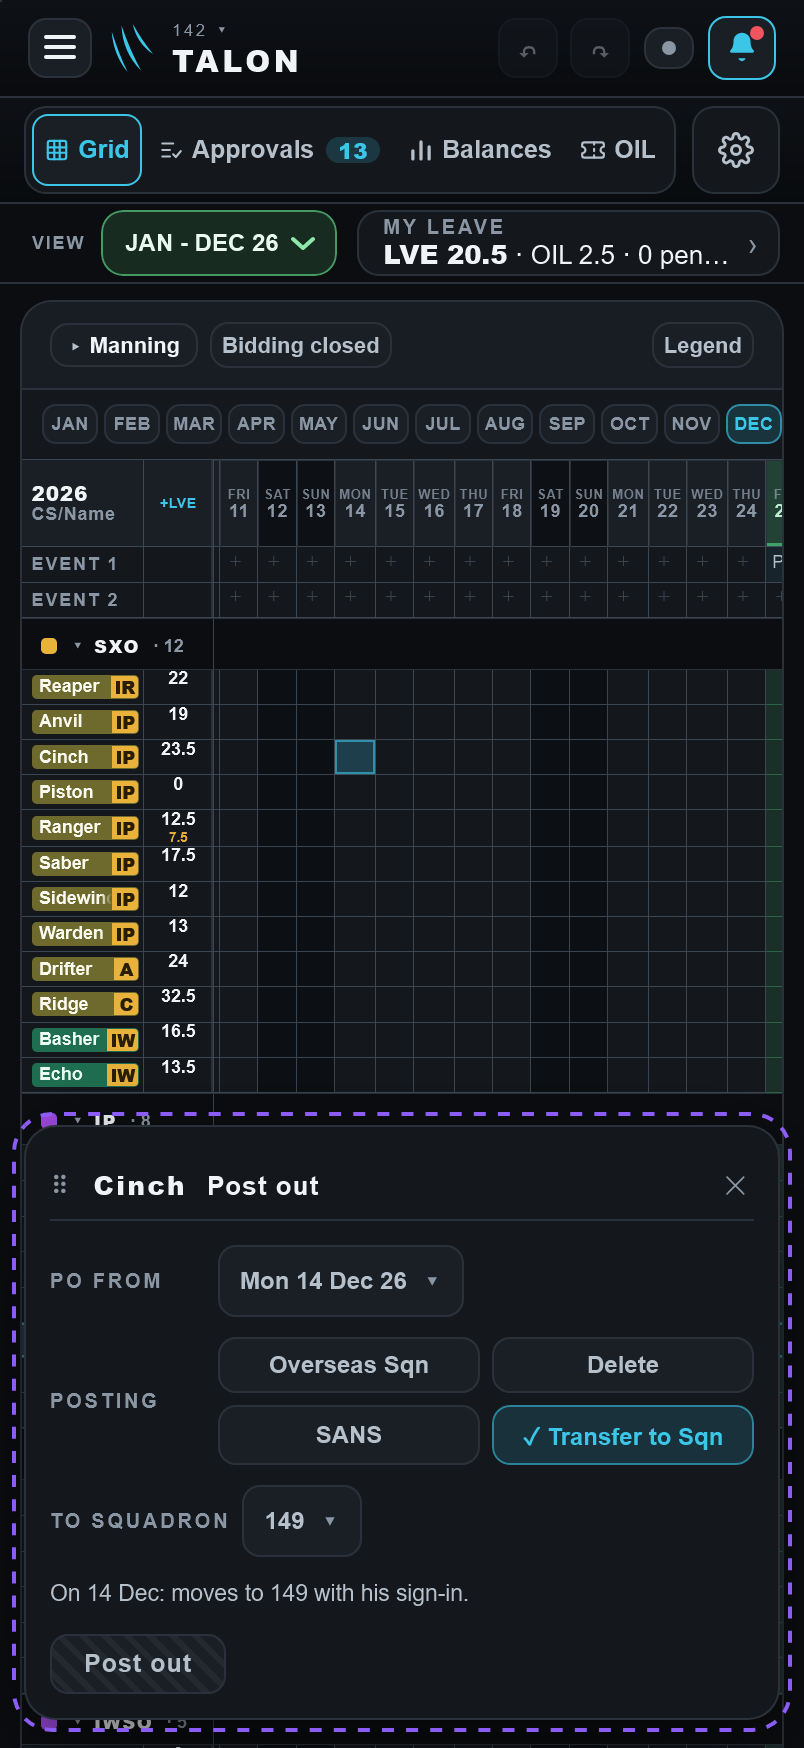 142 ▾
TALON
Grid Approvals 13 Balances OIL
VIEW JAN - DEC 26
MY LEAVE
LVE 20.5 · OIL 2.5 · 0 pen…
▸ Manning Bidding closed Legend
JAN FEB MAR APR MAY JUN JUL AUG SEP OCT NOV DEC
2026
CS/Name
+LVE
FRI SAT SUN MON TUE WED THU FRI SAT SUN MON TUE WED THU F
11 12 13 14 15 16 17 18 19 20 21 22 23 24 2
EVENT 1 + + + + + + + + + + + + + + P
EVENT 2 + + + + + + + + + + + + + + +
▾ SXO · 12
Reaper IR 22
Anvil IP 19
Cinch IP 23.5
Piston IP 0
Ranger IP 12.5
7.5
Saber IP 17.5
Sidewin IP 12
Warden IP 13
Drifter A 24
Ridge C 32.5
Basher IW 16.5
Echo IW 13.5
▾ IP · 8
Cinch Post out
PO FROM Mon 14 Dec 26 ▾
POSTING
Overseas Sqn Delete
SANS ✓ Transfer to Sqn
TO SQUADRON 149 ▾
On 14 Dec: moves to 149 with his sign-in.
Post out
▾ IWSO · 5